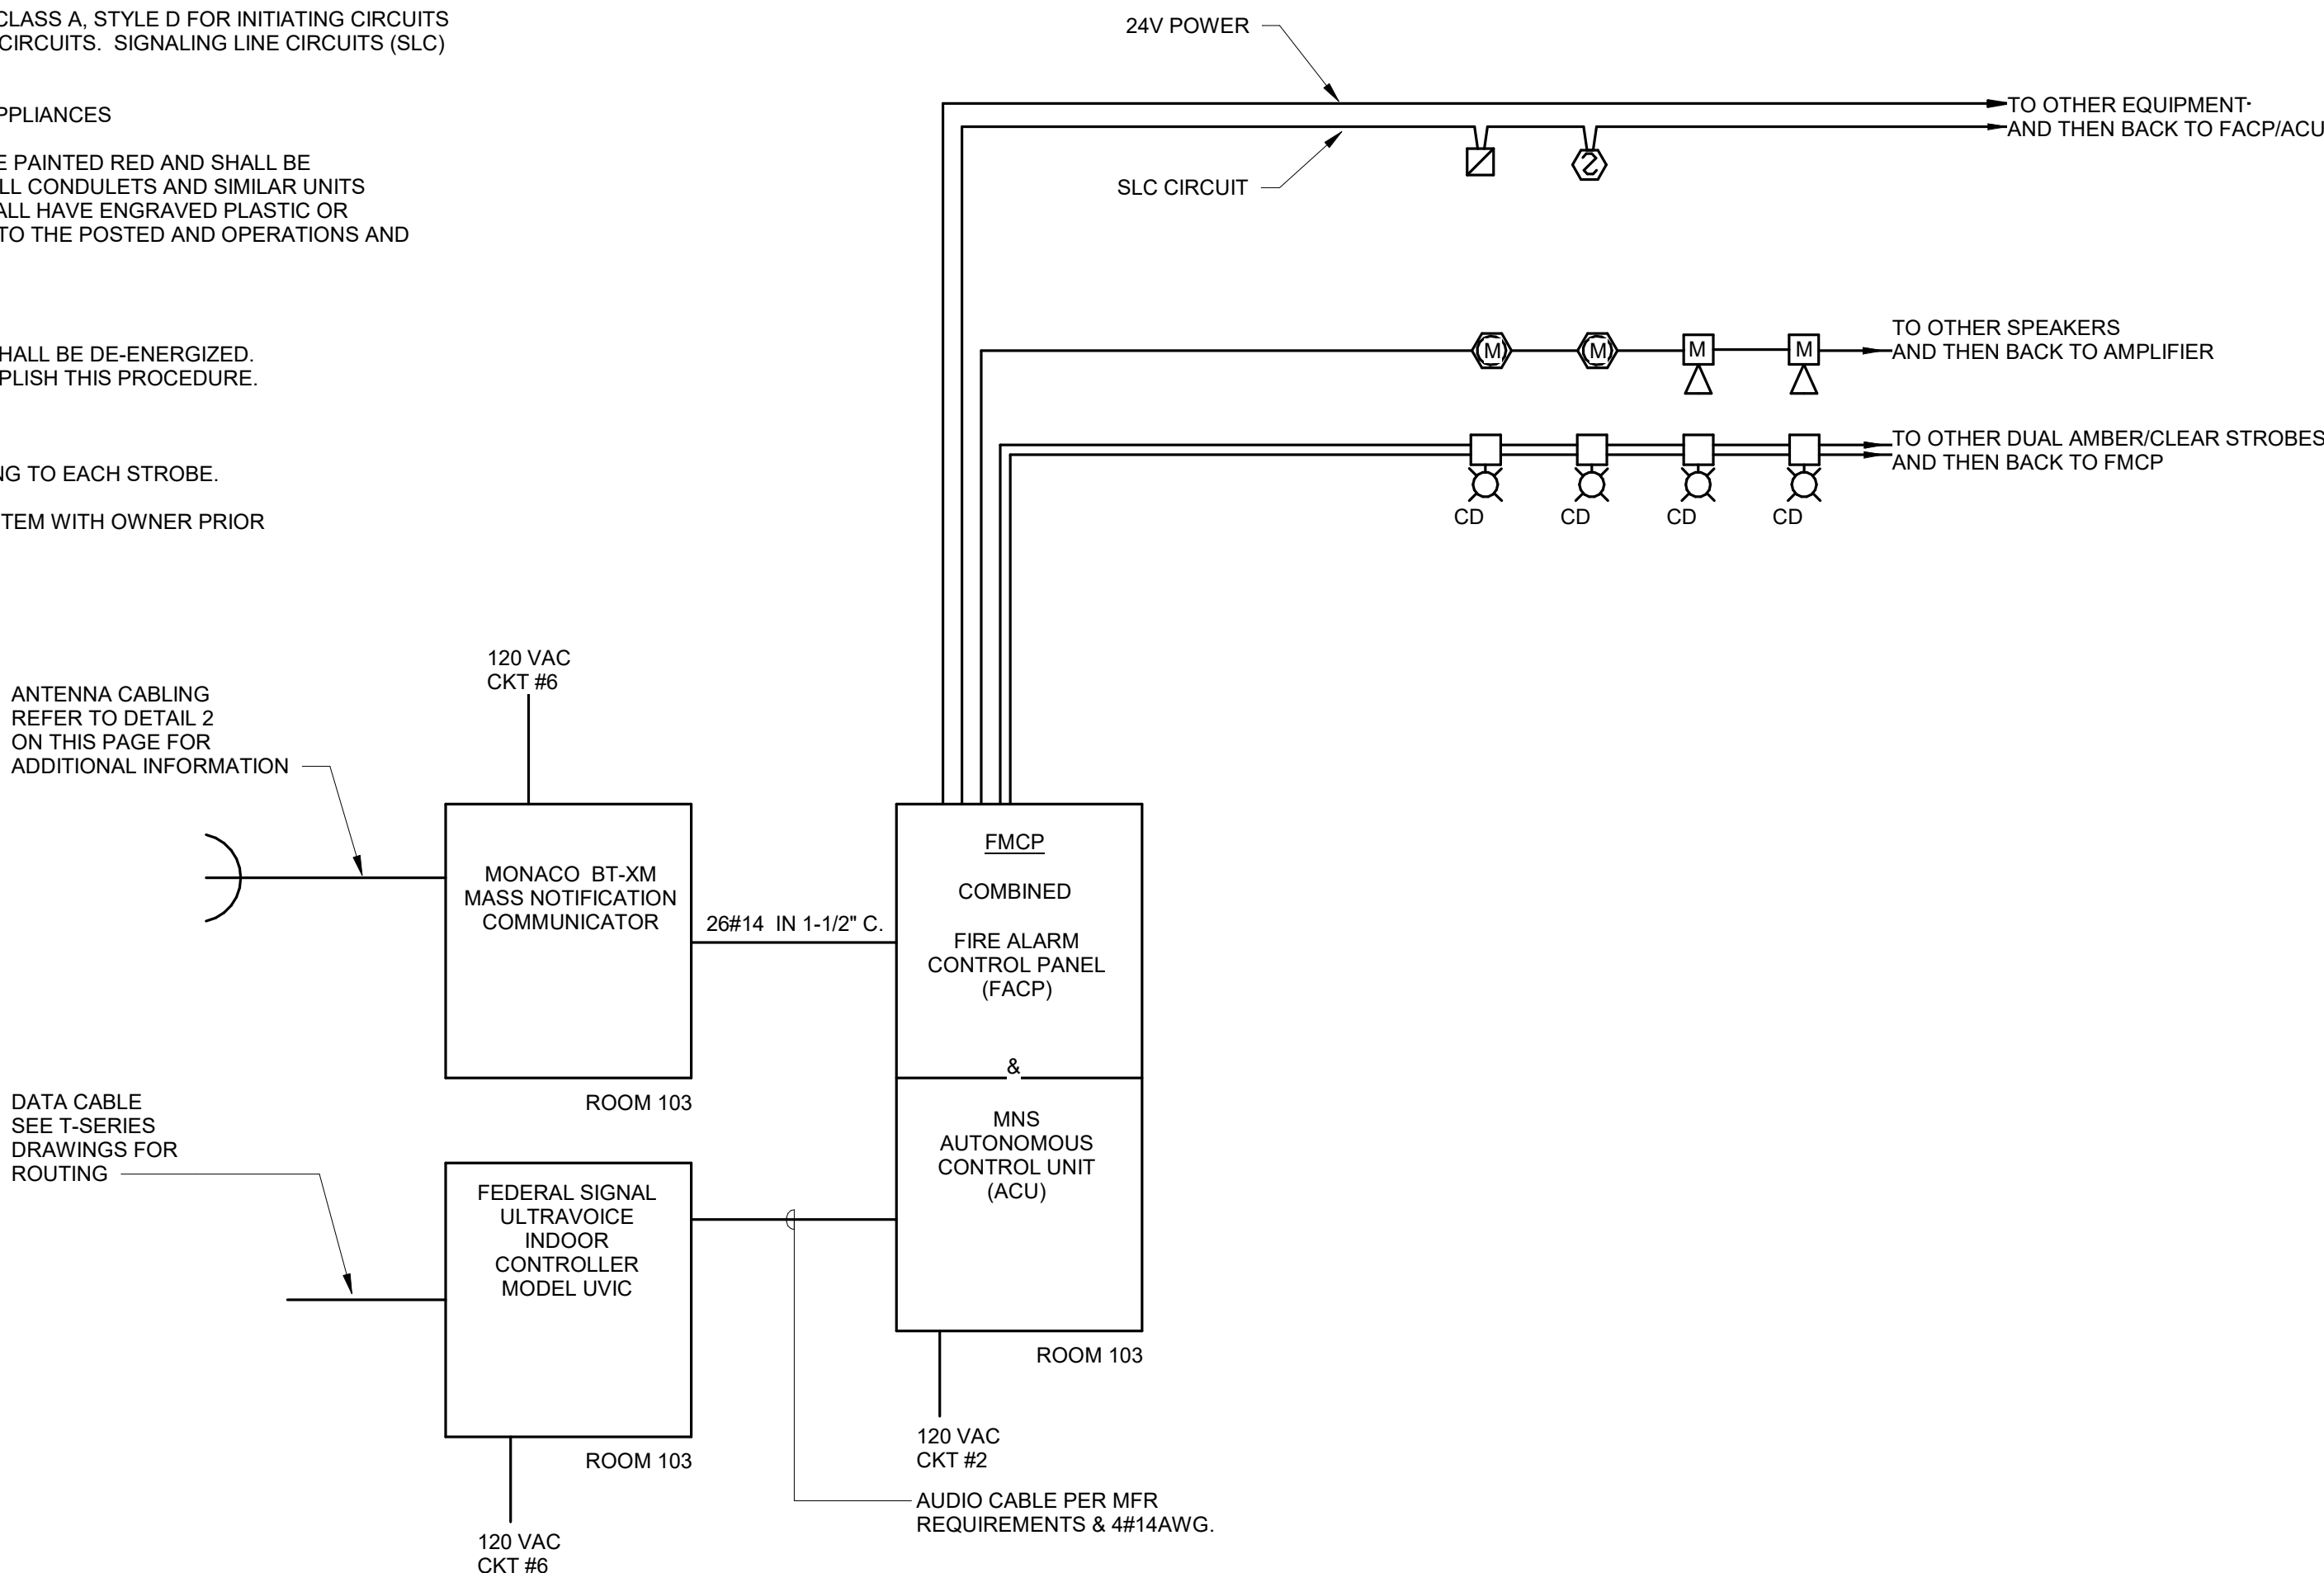 CLASS A, STYLE D FOR INITIATING CIRCUITS
CIRCUITS. SIGNALING LINE CIRCUITS (SLC)
PPLIANCES
E PAINTED RED AND SHALL BE
LL CONDULETS AND SIMILAR UNITS
ALL HAVE ENGRAVED PLASTIC OR
TO THE POSTED AND OPERATIONS AND
HALL BE DE-ENERGIZED.
PLISH THIS PROCEDURE.
NG TO EACH STROBE.
TEM WITH OWNER PRIOR
24V POWER
TO OTHER EQUIPMENT
AND THEN BACK TO FACP/ACU
SLC CIRCUIT
M M M M
TO OTHER SPEAKERS
AND THEN BACK TO AMPLIFIER
TO OTHER DUAL AMBER/CLEAR STROBES
AND THEN BACK TO FMCP
CD CD CD CD
120 VAC
CKT #6
ANTENNA CABLING
REFER TO DETAIL 2
ON THIS PAGE FOR
ADDITIONAL INFORMATION
MONACO BT-XM
MASS NOTIFICATION
COMMUNICATOR
ROOM 103
26#14 IN 1-1/2" C.
FMCP
COMBINED
FIRE ALARM
CONTROL PANEL
(FACP)
&
MNS
AUTONOMOUS
CONTROL UNIT
(ACU)
ROOM 103
DATA CABLE
SEE T-SERIES
DRAWINGS FOR
ROUTING
FEDERAL SIGNAL
ULTRAVOICE
INDOOR
CONTROLLER
MODEL UVIC
ROOM 103
120 VAC
CKT #6
120 VAC
CKT #2
AUDIO CABLE PER MFR
REQUIREMENTS & 4#14AWG.